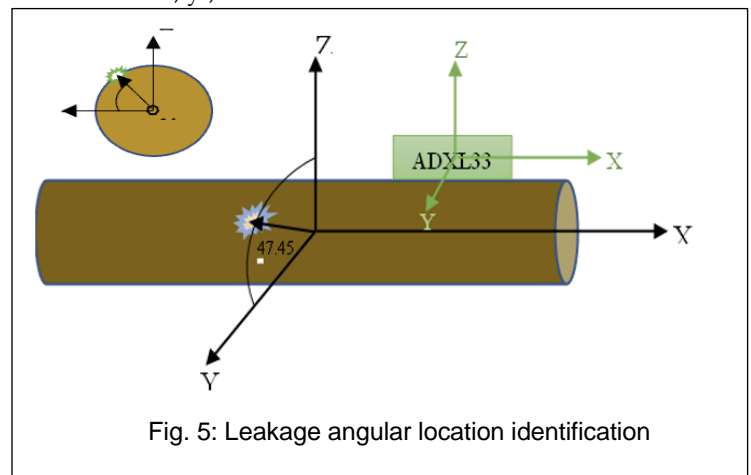 Z
Z
ADXL33
X
Y
X
47.45
Y
Fig. 5: Leakage angular location identification